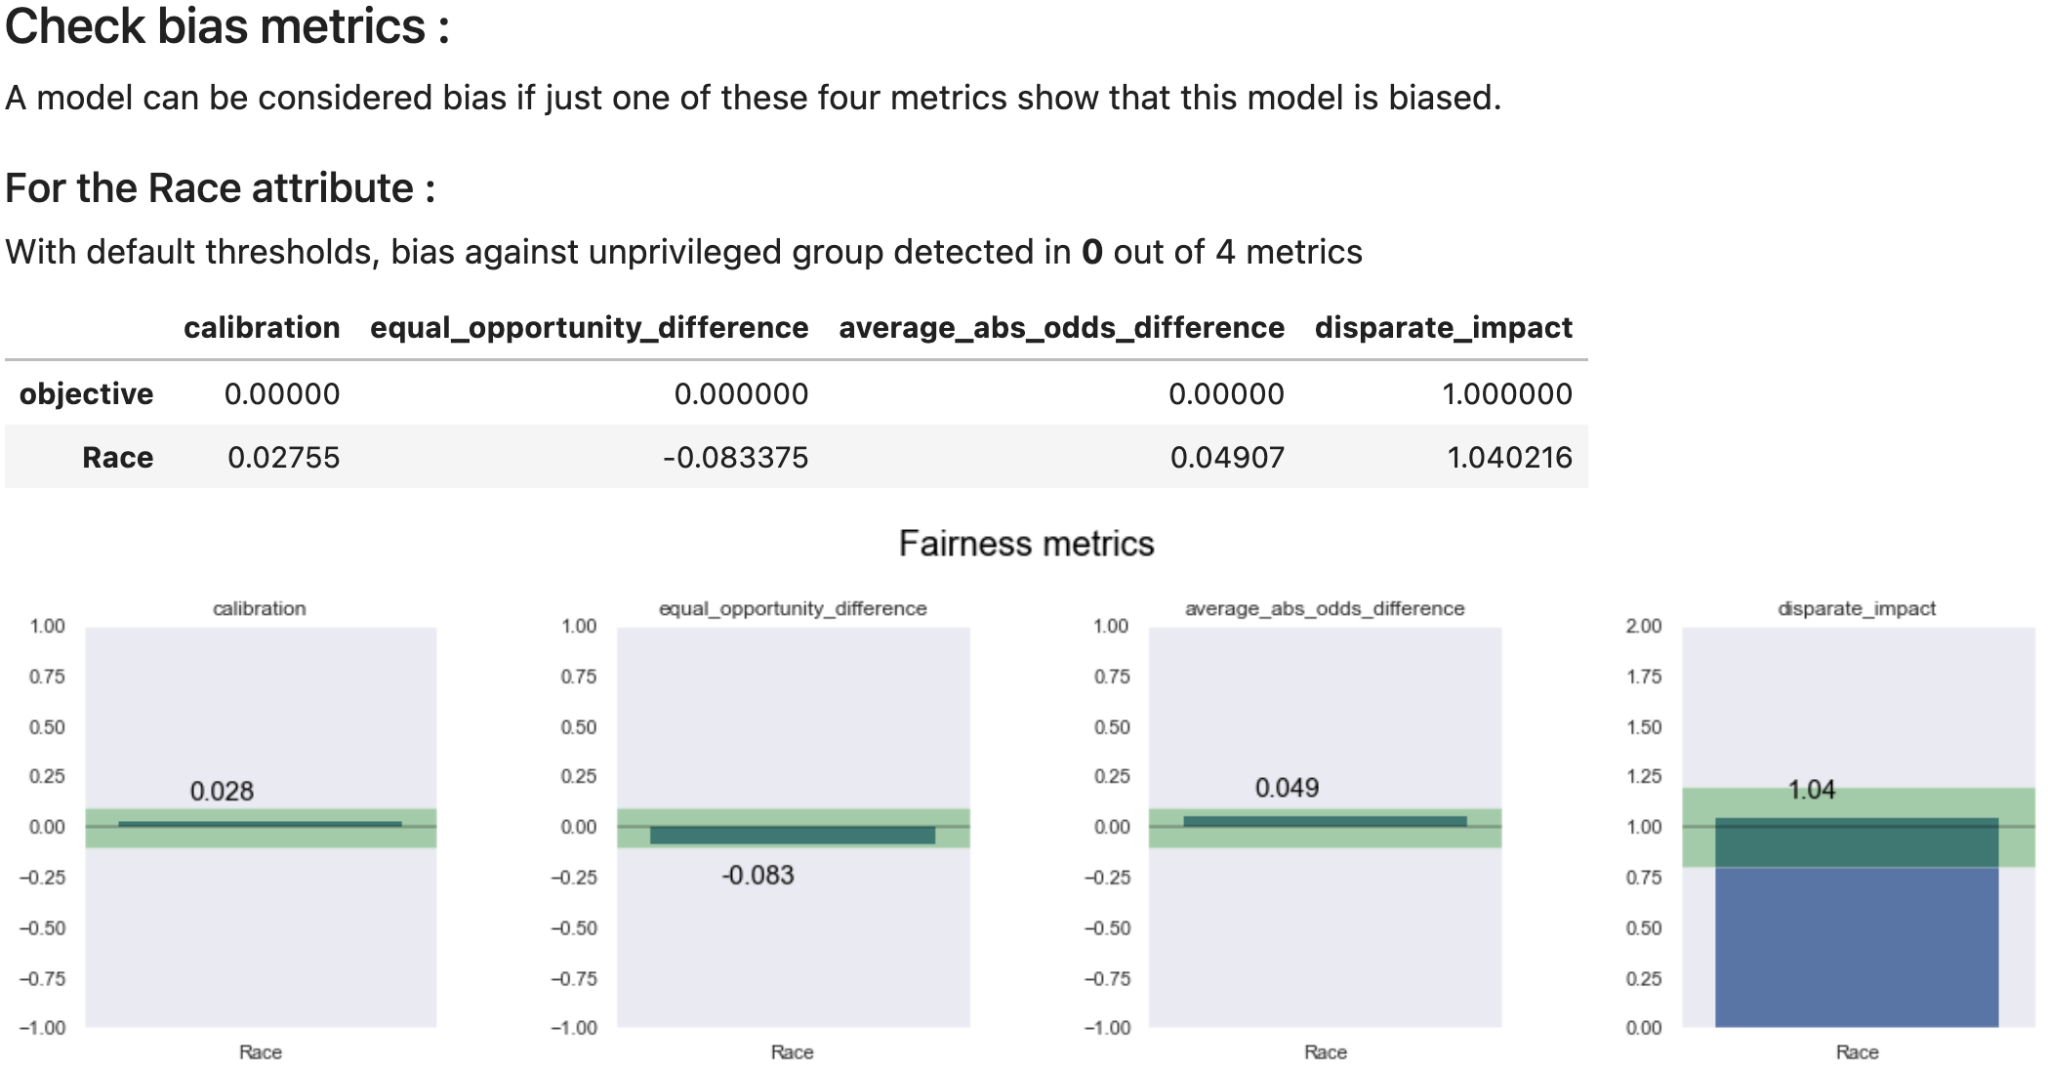 Check bias metrics :
A model can be considered bias if just one of these four metrics show that this model is biased.
For the Race attribute :
With default thresholds, bias against unprivileged group detected in 0 out of 4 metrics
calibration equal_opportunity_difference average_abs_odds_difference disparate_impact
objective 0.00000 0.000000 0.00000 1.000000
Race 0.02755 -0.083375 0.04907 1.040216
Fairness metrics
calibration
1.00
0.75
0.50
0.25
0.028
0.00
−0.25
−0.50
−0.75
−1.00
Race
equal_opportunity_difference
1.00
0.75
0.50
0.25
0.00
−0.25
-0.083
−0.50
−0.75
−1.00
Race
average_abs_odds_difference
1.00
0.75
0.50
0.25
0.049
0.00
−0.25
−0.50
−0.75
−1.00
Race
disparate_impact
2.00
1.75
1.50
1.25
1.04
1.00
0.75
0.50
0.25
0.00
Race